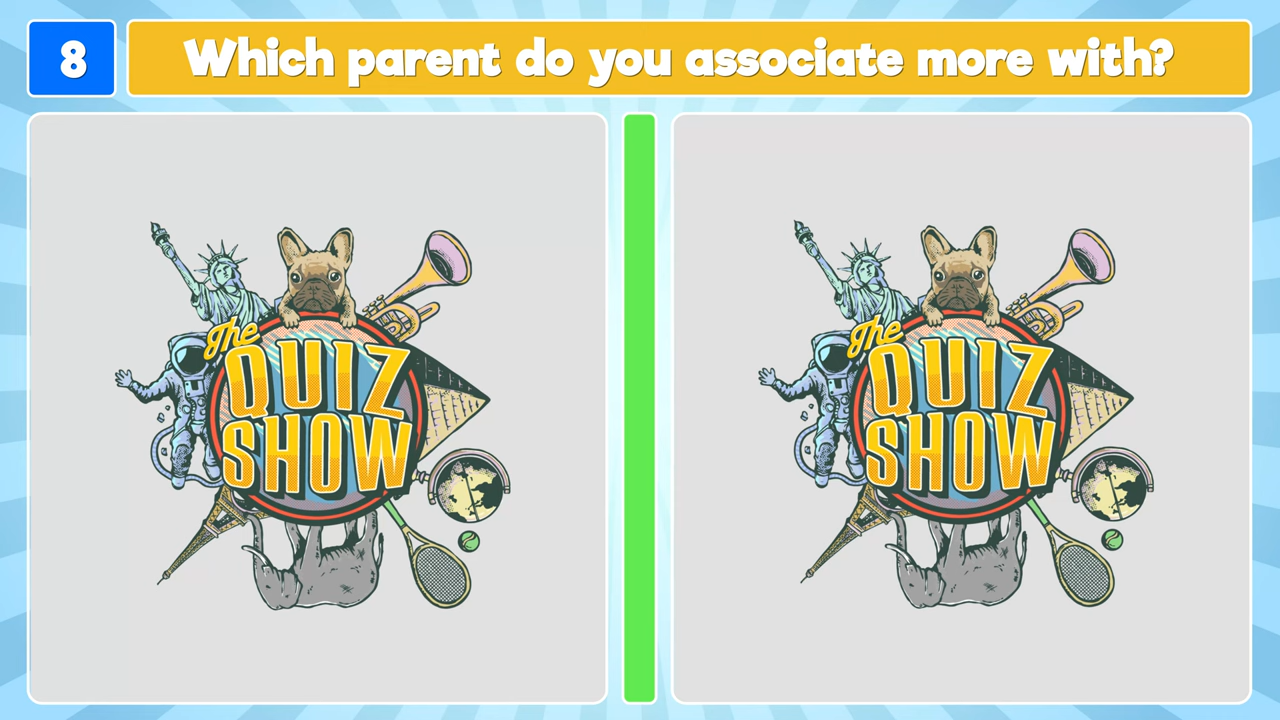 8
Which parent do you associate more with?
The
QUIZ
SHOW
The
QUIZ
SHOW